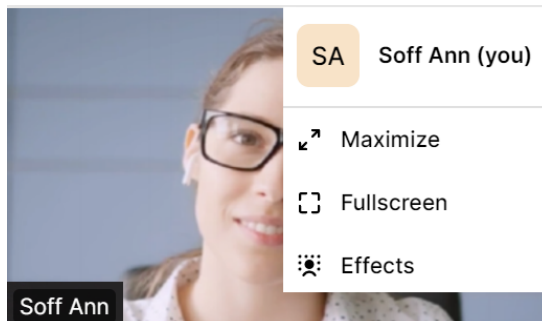 SA
Soff Ann (you)
Maximize
Fullscreen
Effects
Soff Ann